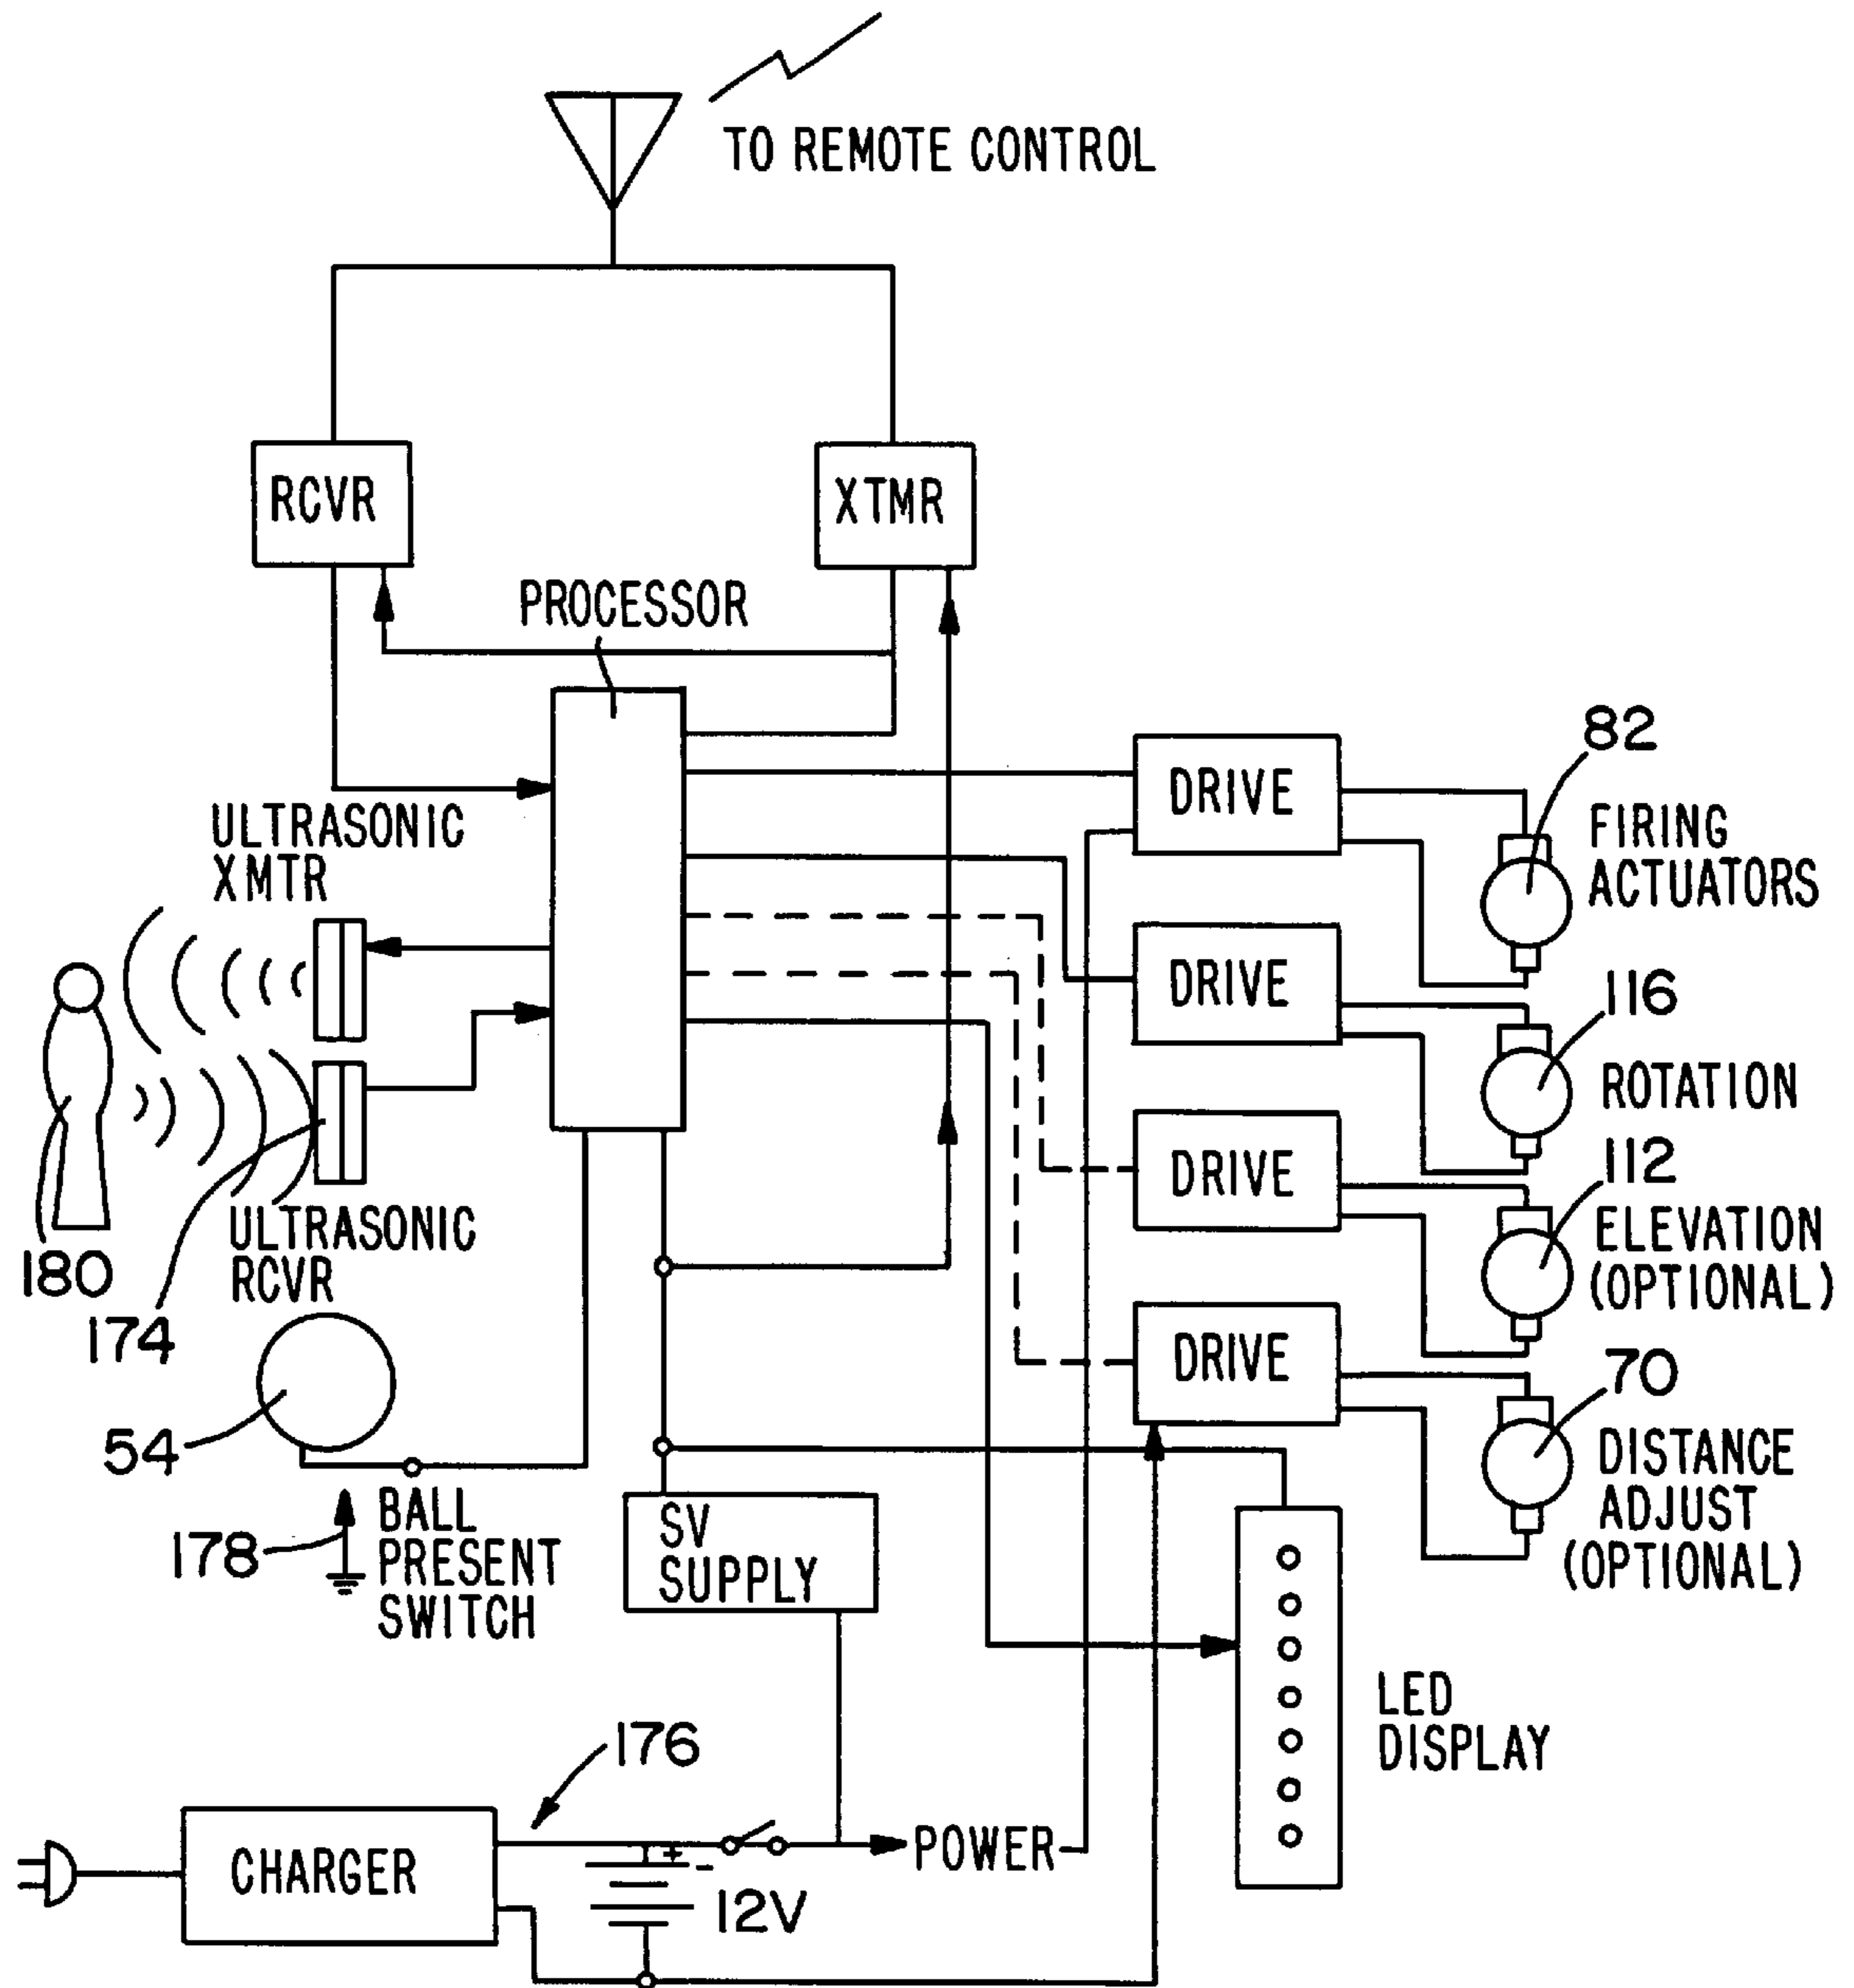 TO REMOTE CONTROL
RCVR
XTMR
PROCESSOR
82
DRIVE
FIRING
ACTUATORS
ULTRASONIC
XMTR
DRIVE
116
ROTATION
DRIVE
112
ELEVATION
(OPTIONAL)
180
ULTRASONIC
RCVR
174
DRIVE
70
DISTANCE
ADJUST
(OPTIONAL)
54
178
BALL
PRESENT
SWITCH
SV
SUPPLY
LED
DISPLAY
176
CHARGER
+
-
12V
POWER